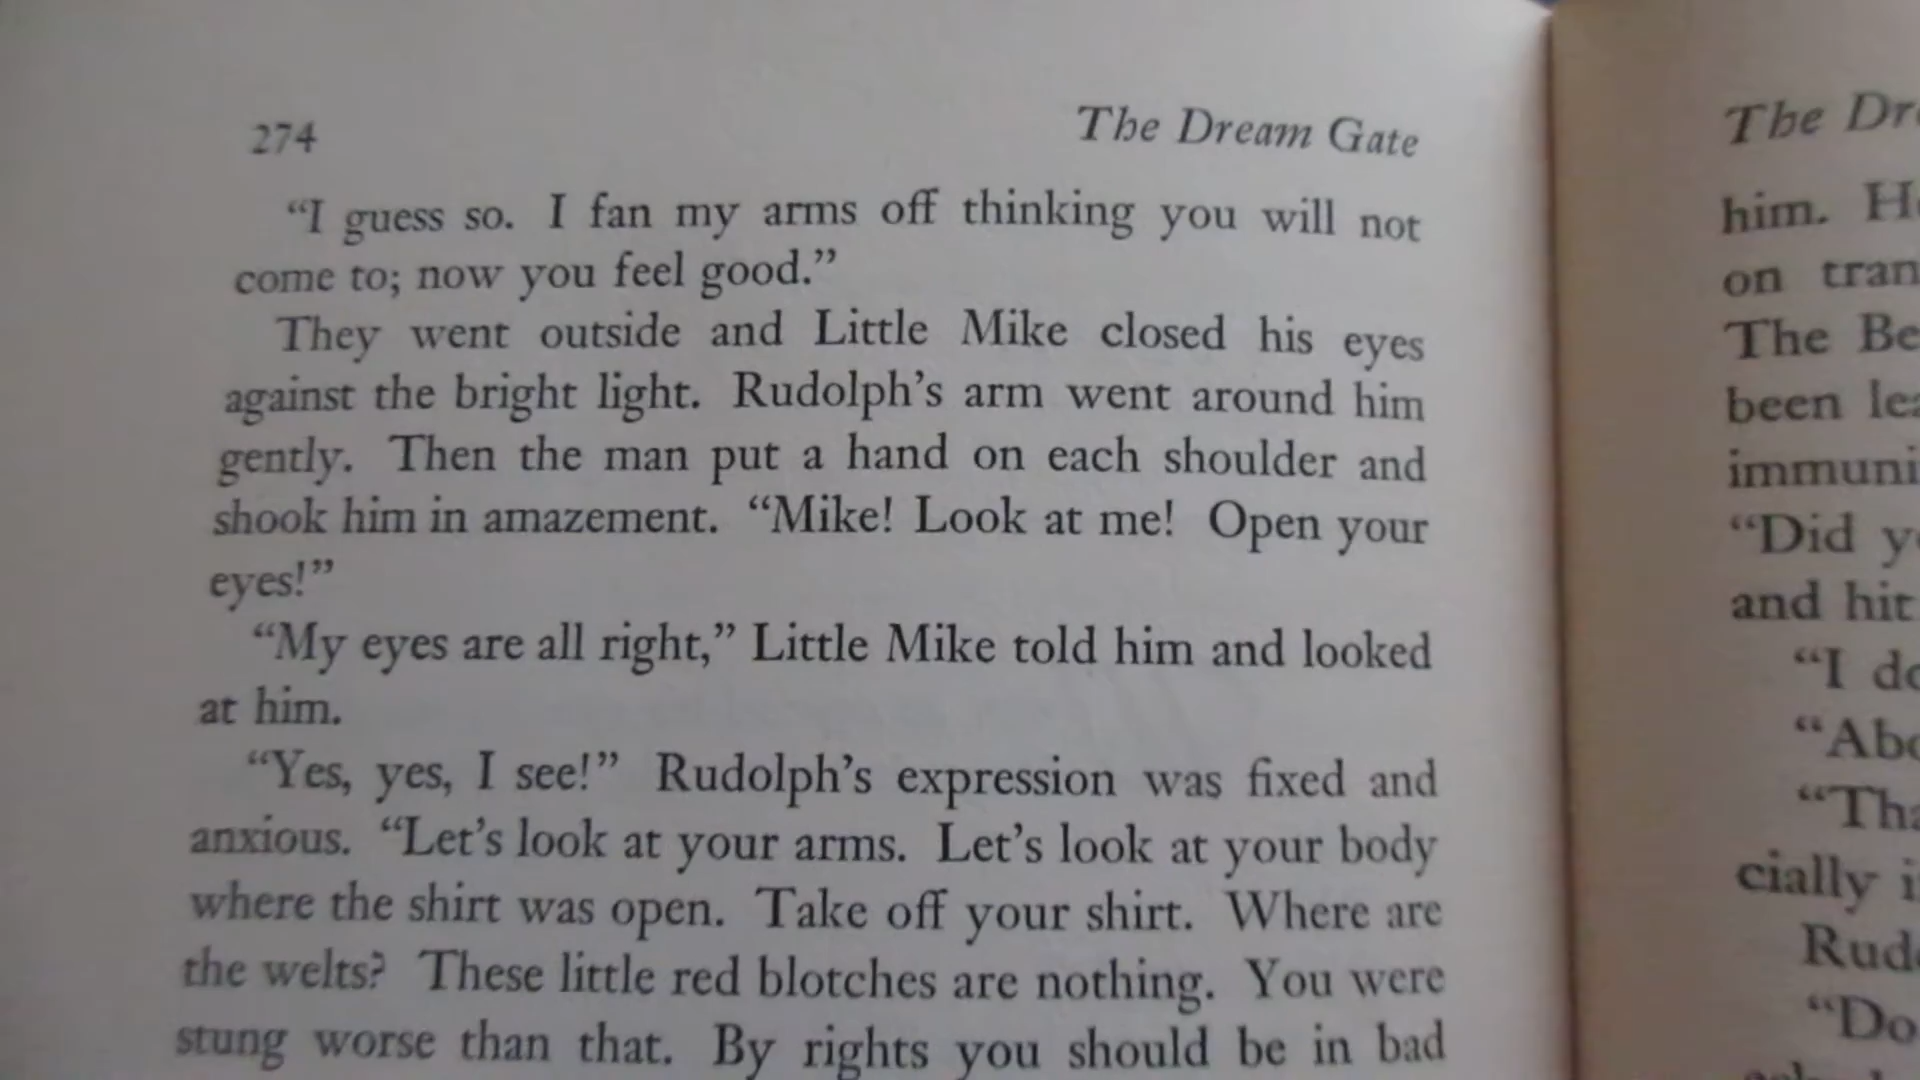 274 The Dream Gate
“I guess so. I fan my arms off thinking you will not
come to; now you feel good.”
They went outside and Little Mike closed his eyes
against the bright light. Rudolph’s arm went around him
gently. Then the man put a hand on each shoulder and
shook him in amazement. “Mike! Look at me! Open your
eyes!”
“My eyes are all right,” Little Mike told him and looked
at him.
“Yes, yes, I see!” Rudolph’s expression was fixed and
anxious. “Let’s look at your arms. Let’s look at your body
where the shirt was open. Take off your shirt. Where are
the welts? These little red blotches are nothing. You were
stung worse than that. By rights you should be in bad
The
him.
on
The
been
“Did
and hit
“I
cially